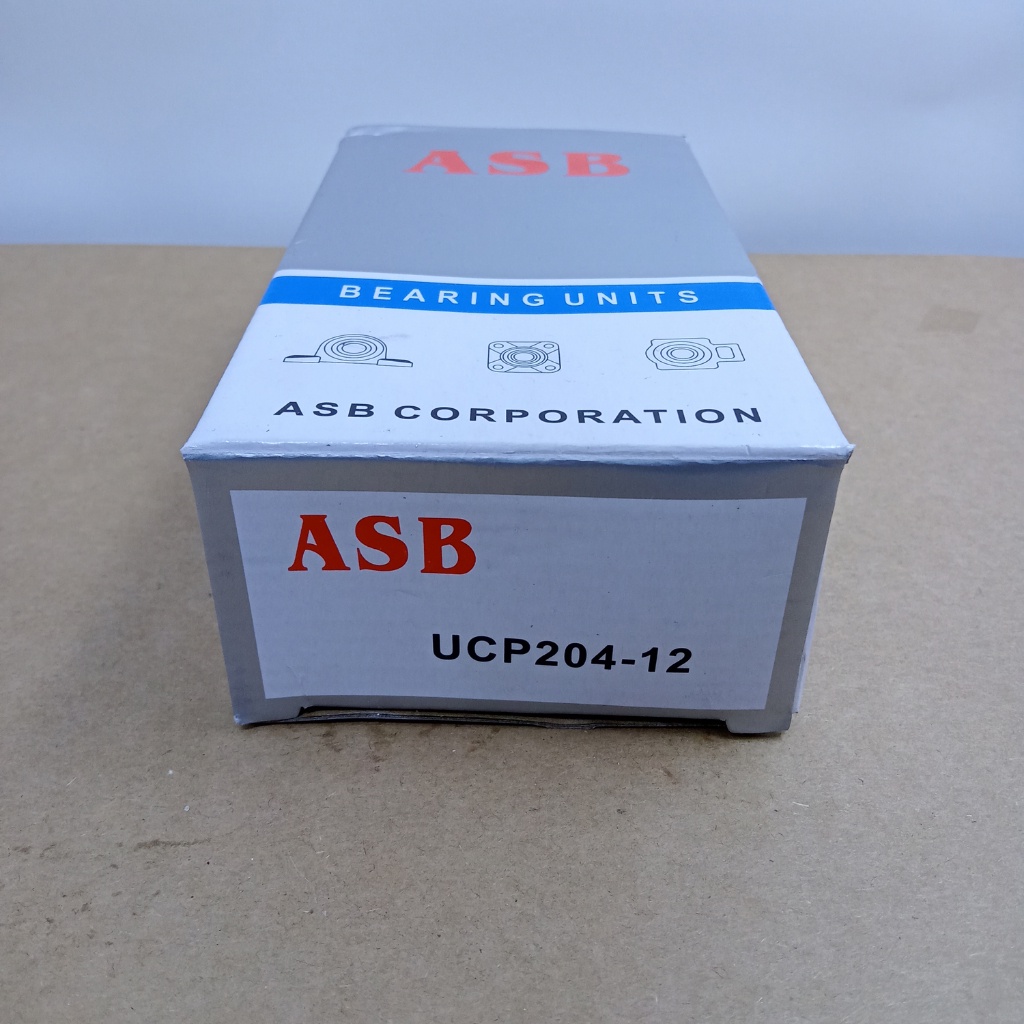 ASB
BEARING UNITS
ASB CORPORATION
ASB
UCP204-12